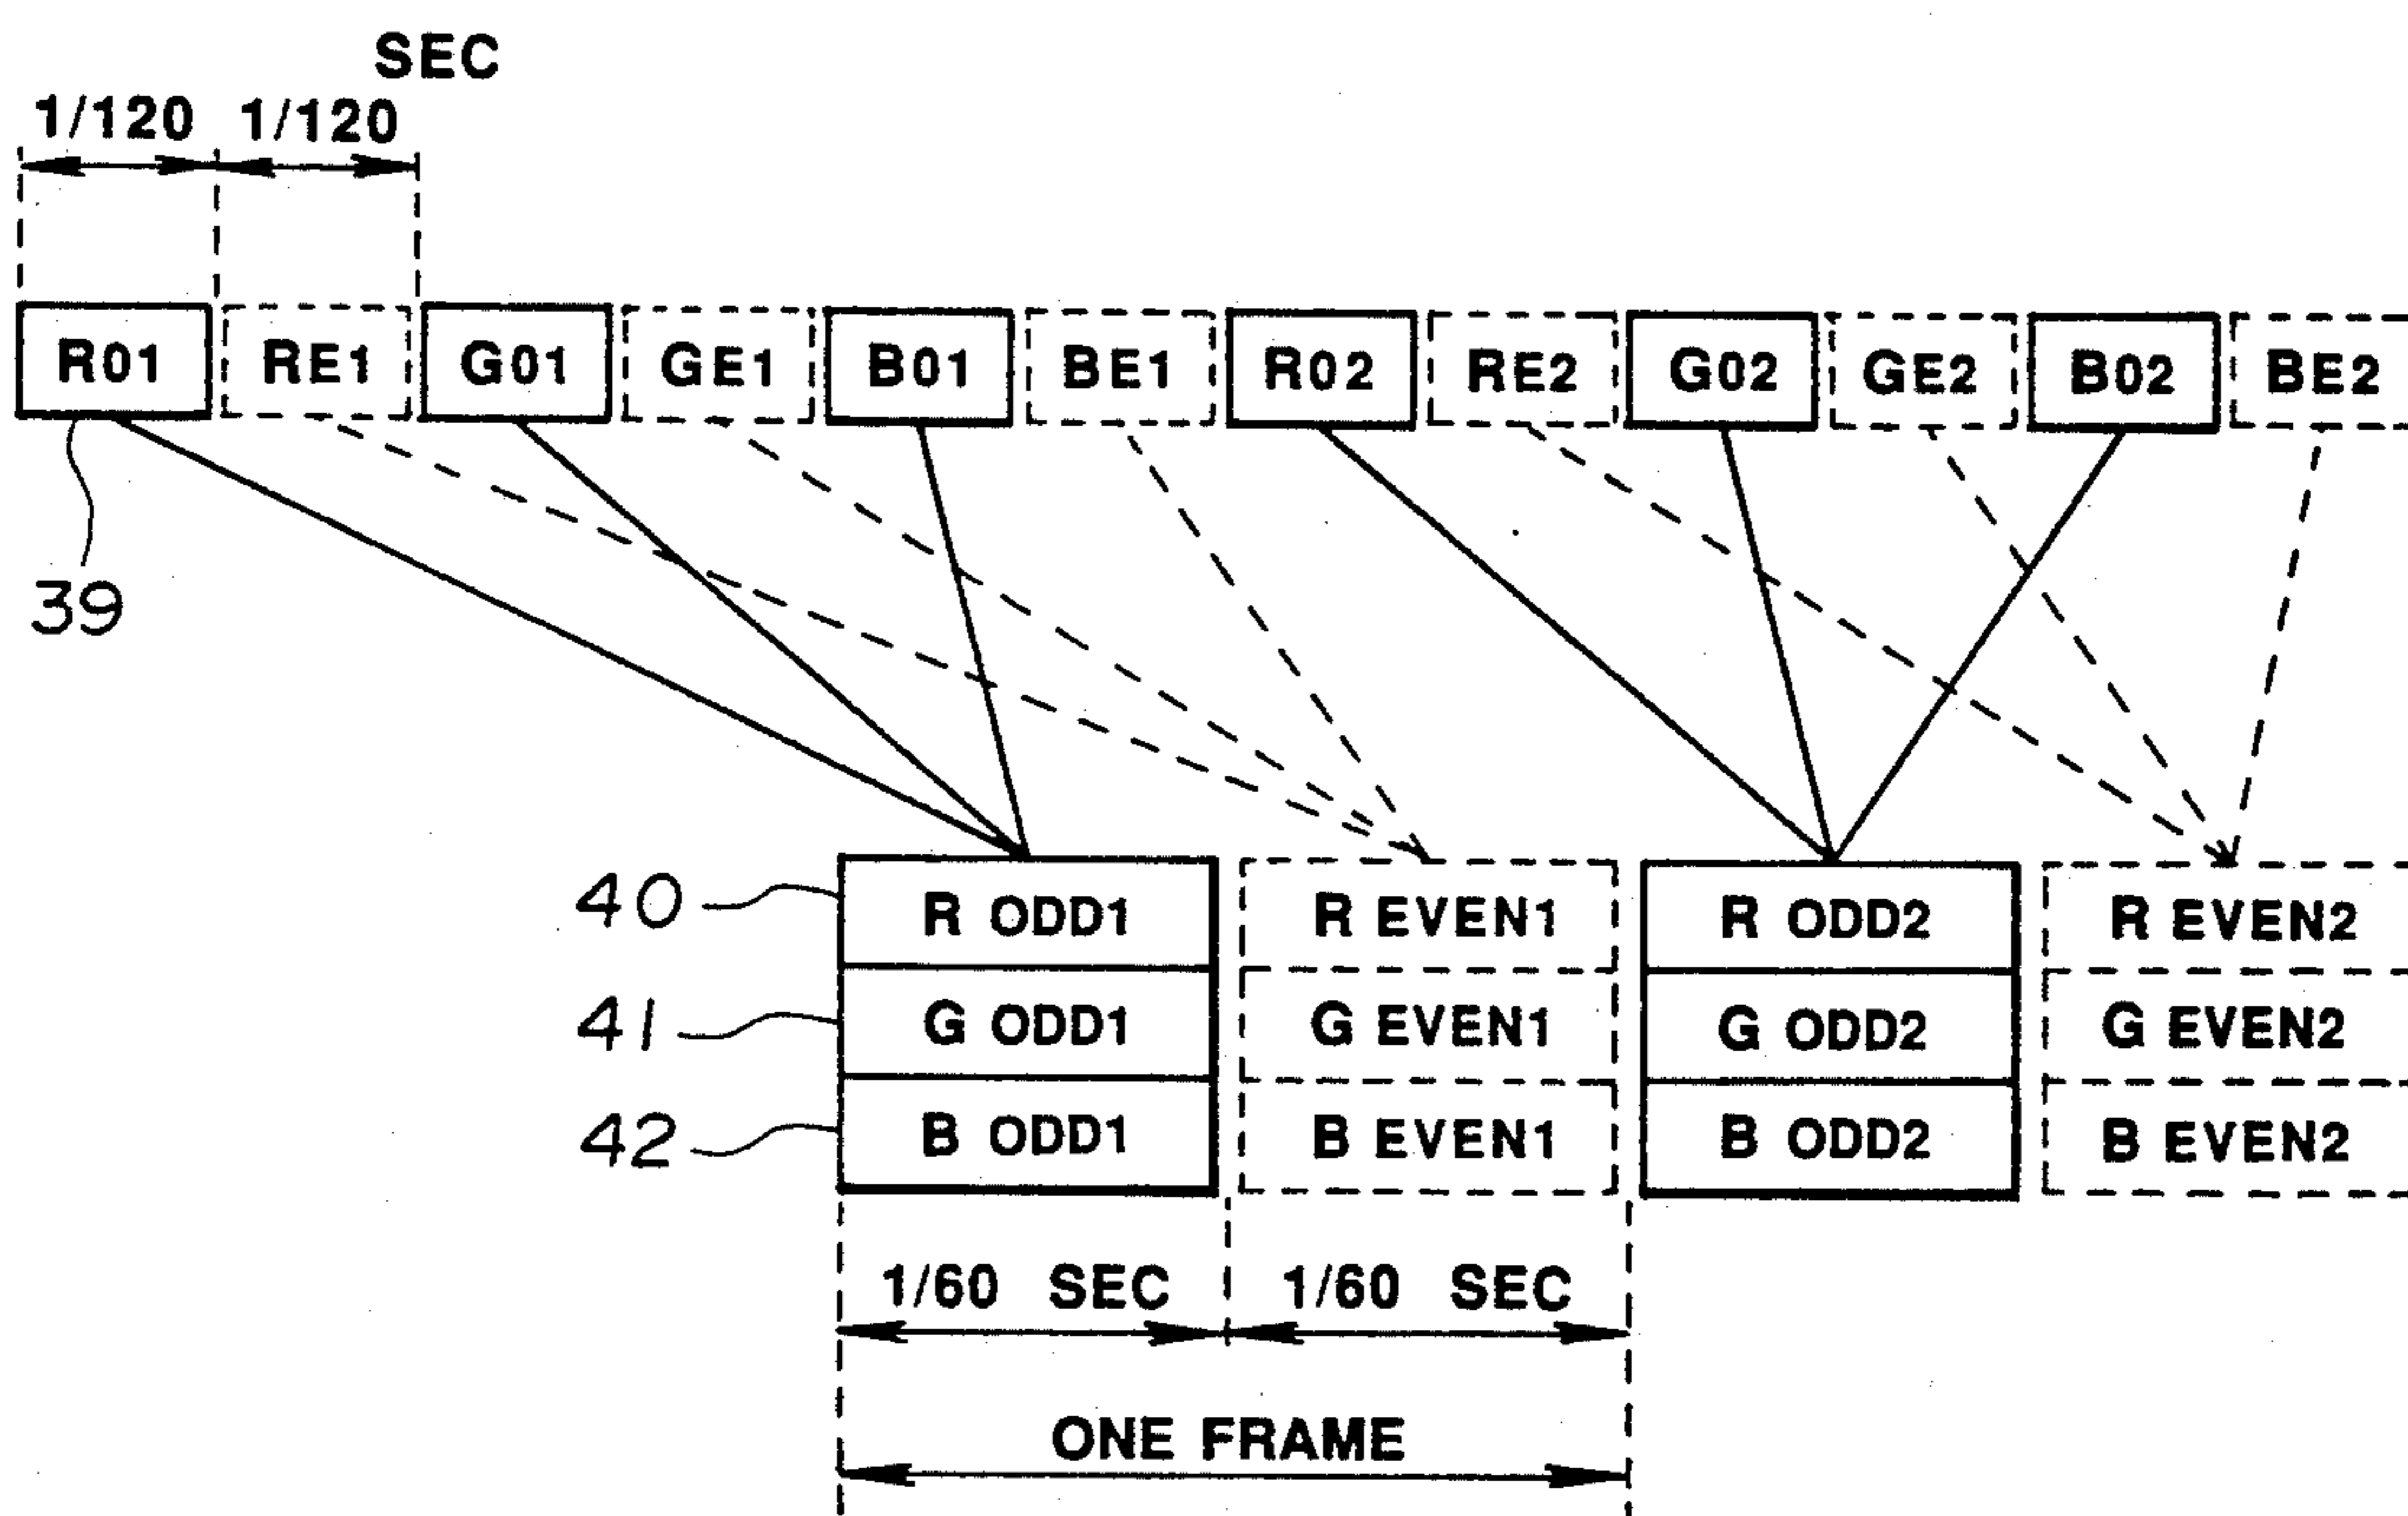 SEC
1/120 1/120
R01 RE1 G01 GE1 B01 BE1 R02 RE2 G02 GE2 B02 BE2
39
40 R ODD1 R EVEN1 R ODD2 R EVEN2
41 G ODD1 G EVEN1 G ODD2 G EVEN2
42 B ODD1 B EVEN1 B ODD2 B EVEN2
1/60 SEC 1/60 SEC
ONE FRAME